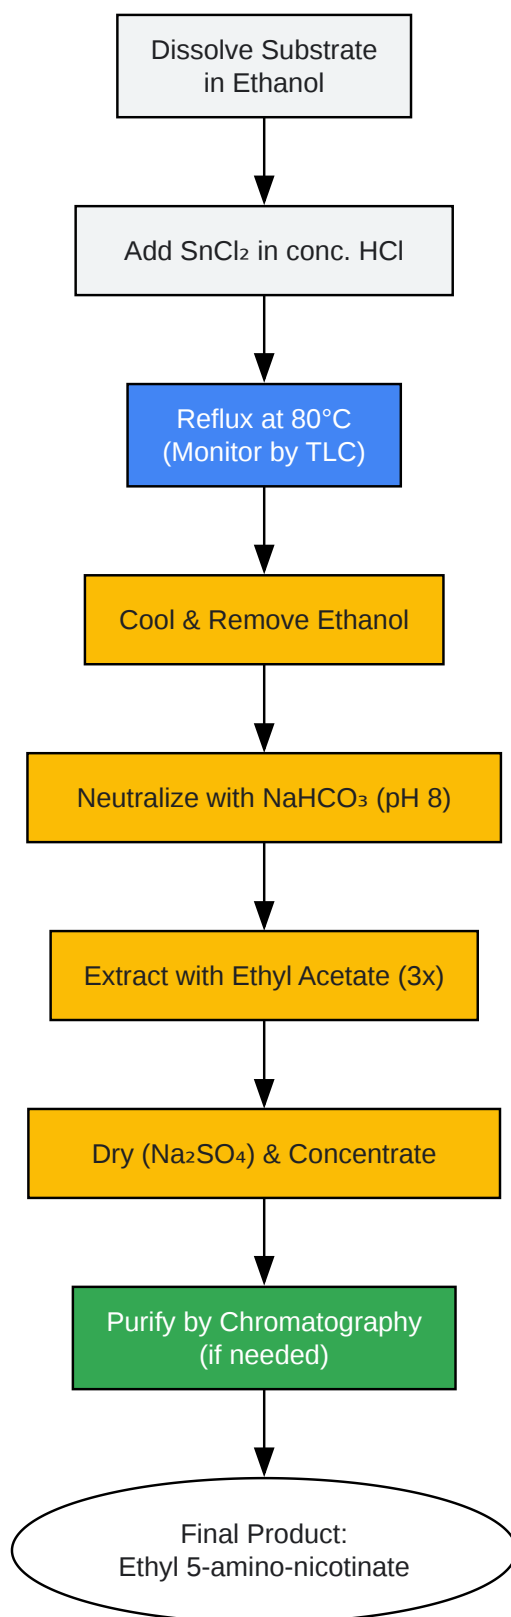 Dissolve Substrate
in Ethanol
Add SnCl₂ in conc. HCl
Reflux at 80°C
(Monitor by TLC)
Cool & Remove Ethanol
Neutralize with NaHCO₃ (pH 8)
Extract with Ethyl Acetate (3x)
Dry (Na₂SO₄) & Concentrate
Purify by Chromatography
(if needed)
Final Product:
Ethyl 5-amino-nicotinate